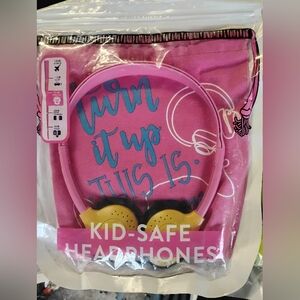 turn
it up
THIS IS.
KID-SAFE
HEADPHONES